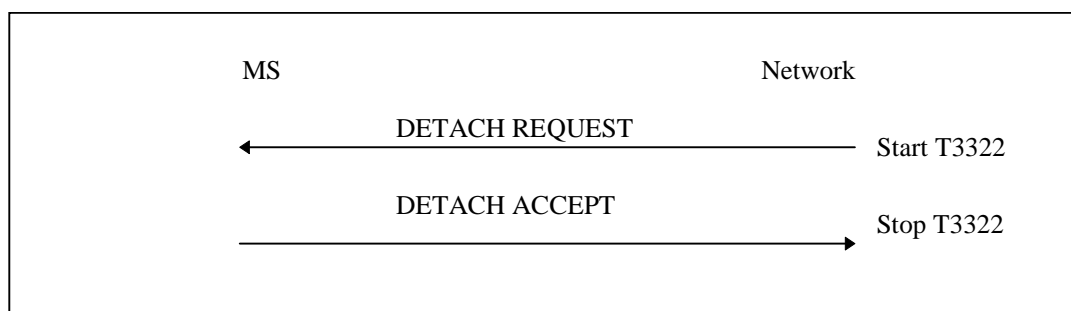 MS Network
DETACH REQUEST
Start T3322
DETACH ACCEPT
Stop T3322